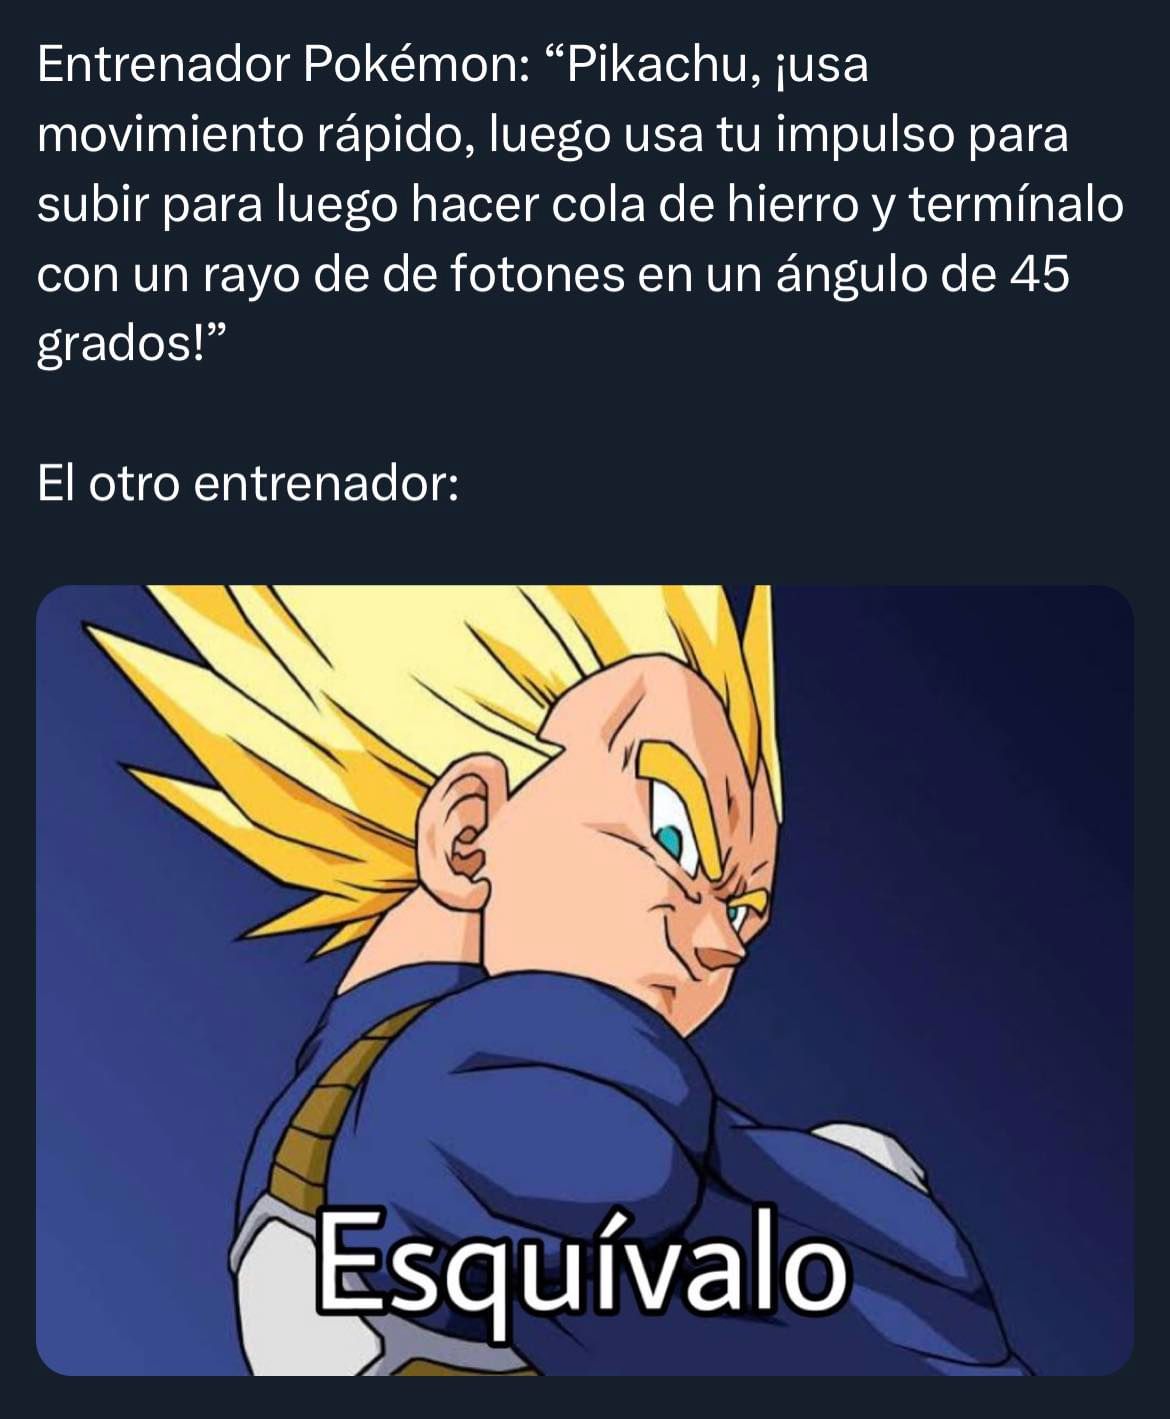 Entrenador Pokémon: “Pikachu, ¡usa
movimiento rápido, luego usa tu impulso para
subir para luego hacer cola de hierro y termínalo
con un rayo de de fotones en un ángulo de 45
grados!”
El otro entrenador:
Esquívalo